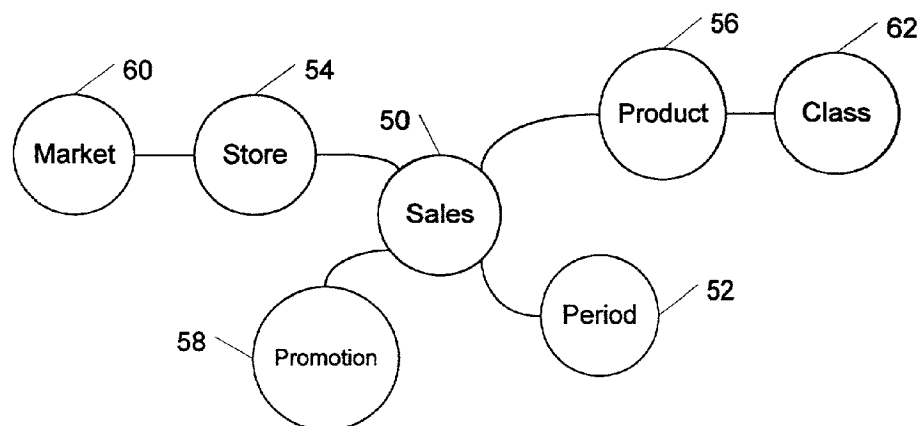 60
54
56
62
50
Market
Store
Product
Class
Sales
58
Promotion
Period
52